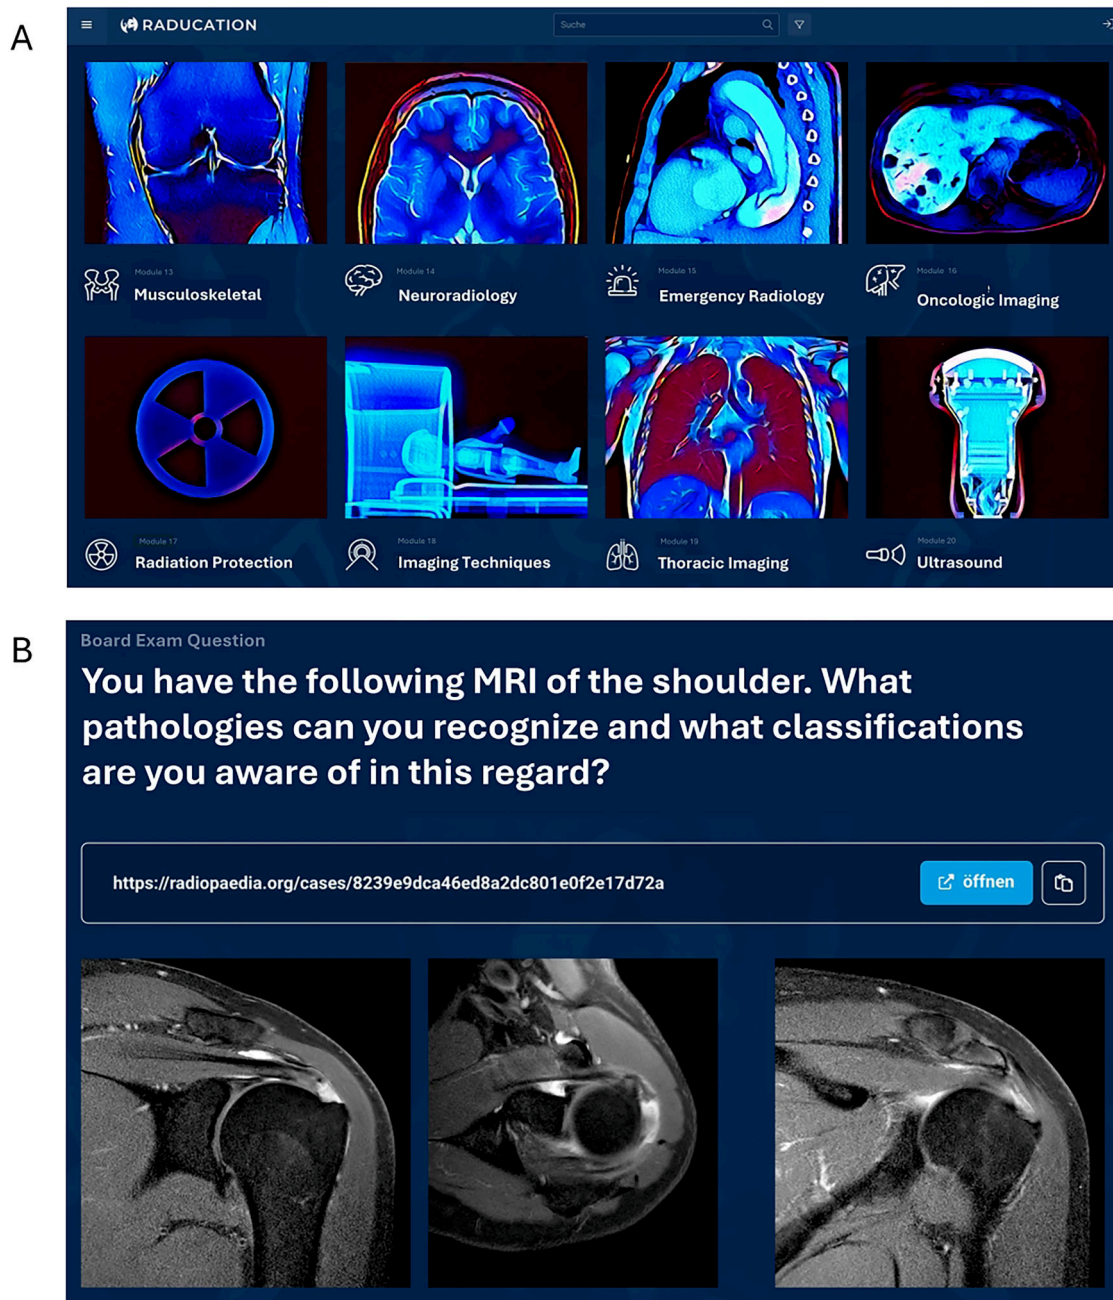 A
RADUCATION
Suche
Module 13
Musculoskeletal
Module 14
Neuroradiology
Module 15
Emergency Radiology
Module 16
Oncologic Imaging
Module 17
Radiation Protection
Module 18
Imaging Techniques
Module 19
Thoracic Imaging
Module 20
Ultrasound
B
Board Exam Question
You have the following MRI of the shoulder. What
pathologies can you recognize and what classifications
are you aware of in this regard?
https://radiopaedia.org/cases/8239e9dca46ed8a2dc801e0f2e17d72a
öffnen